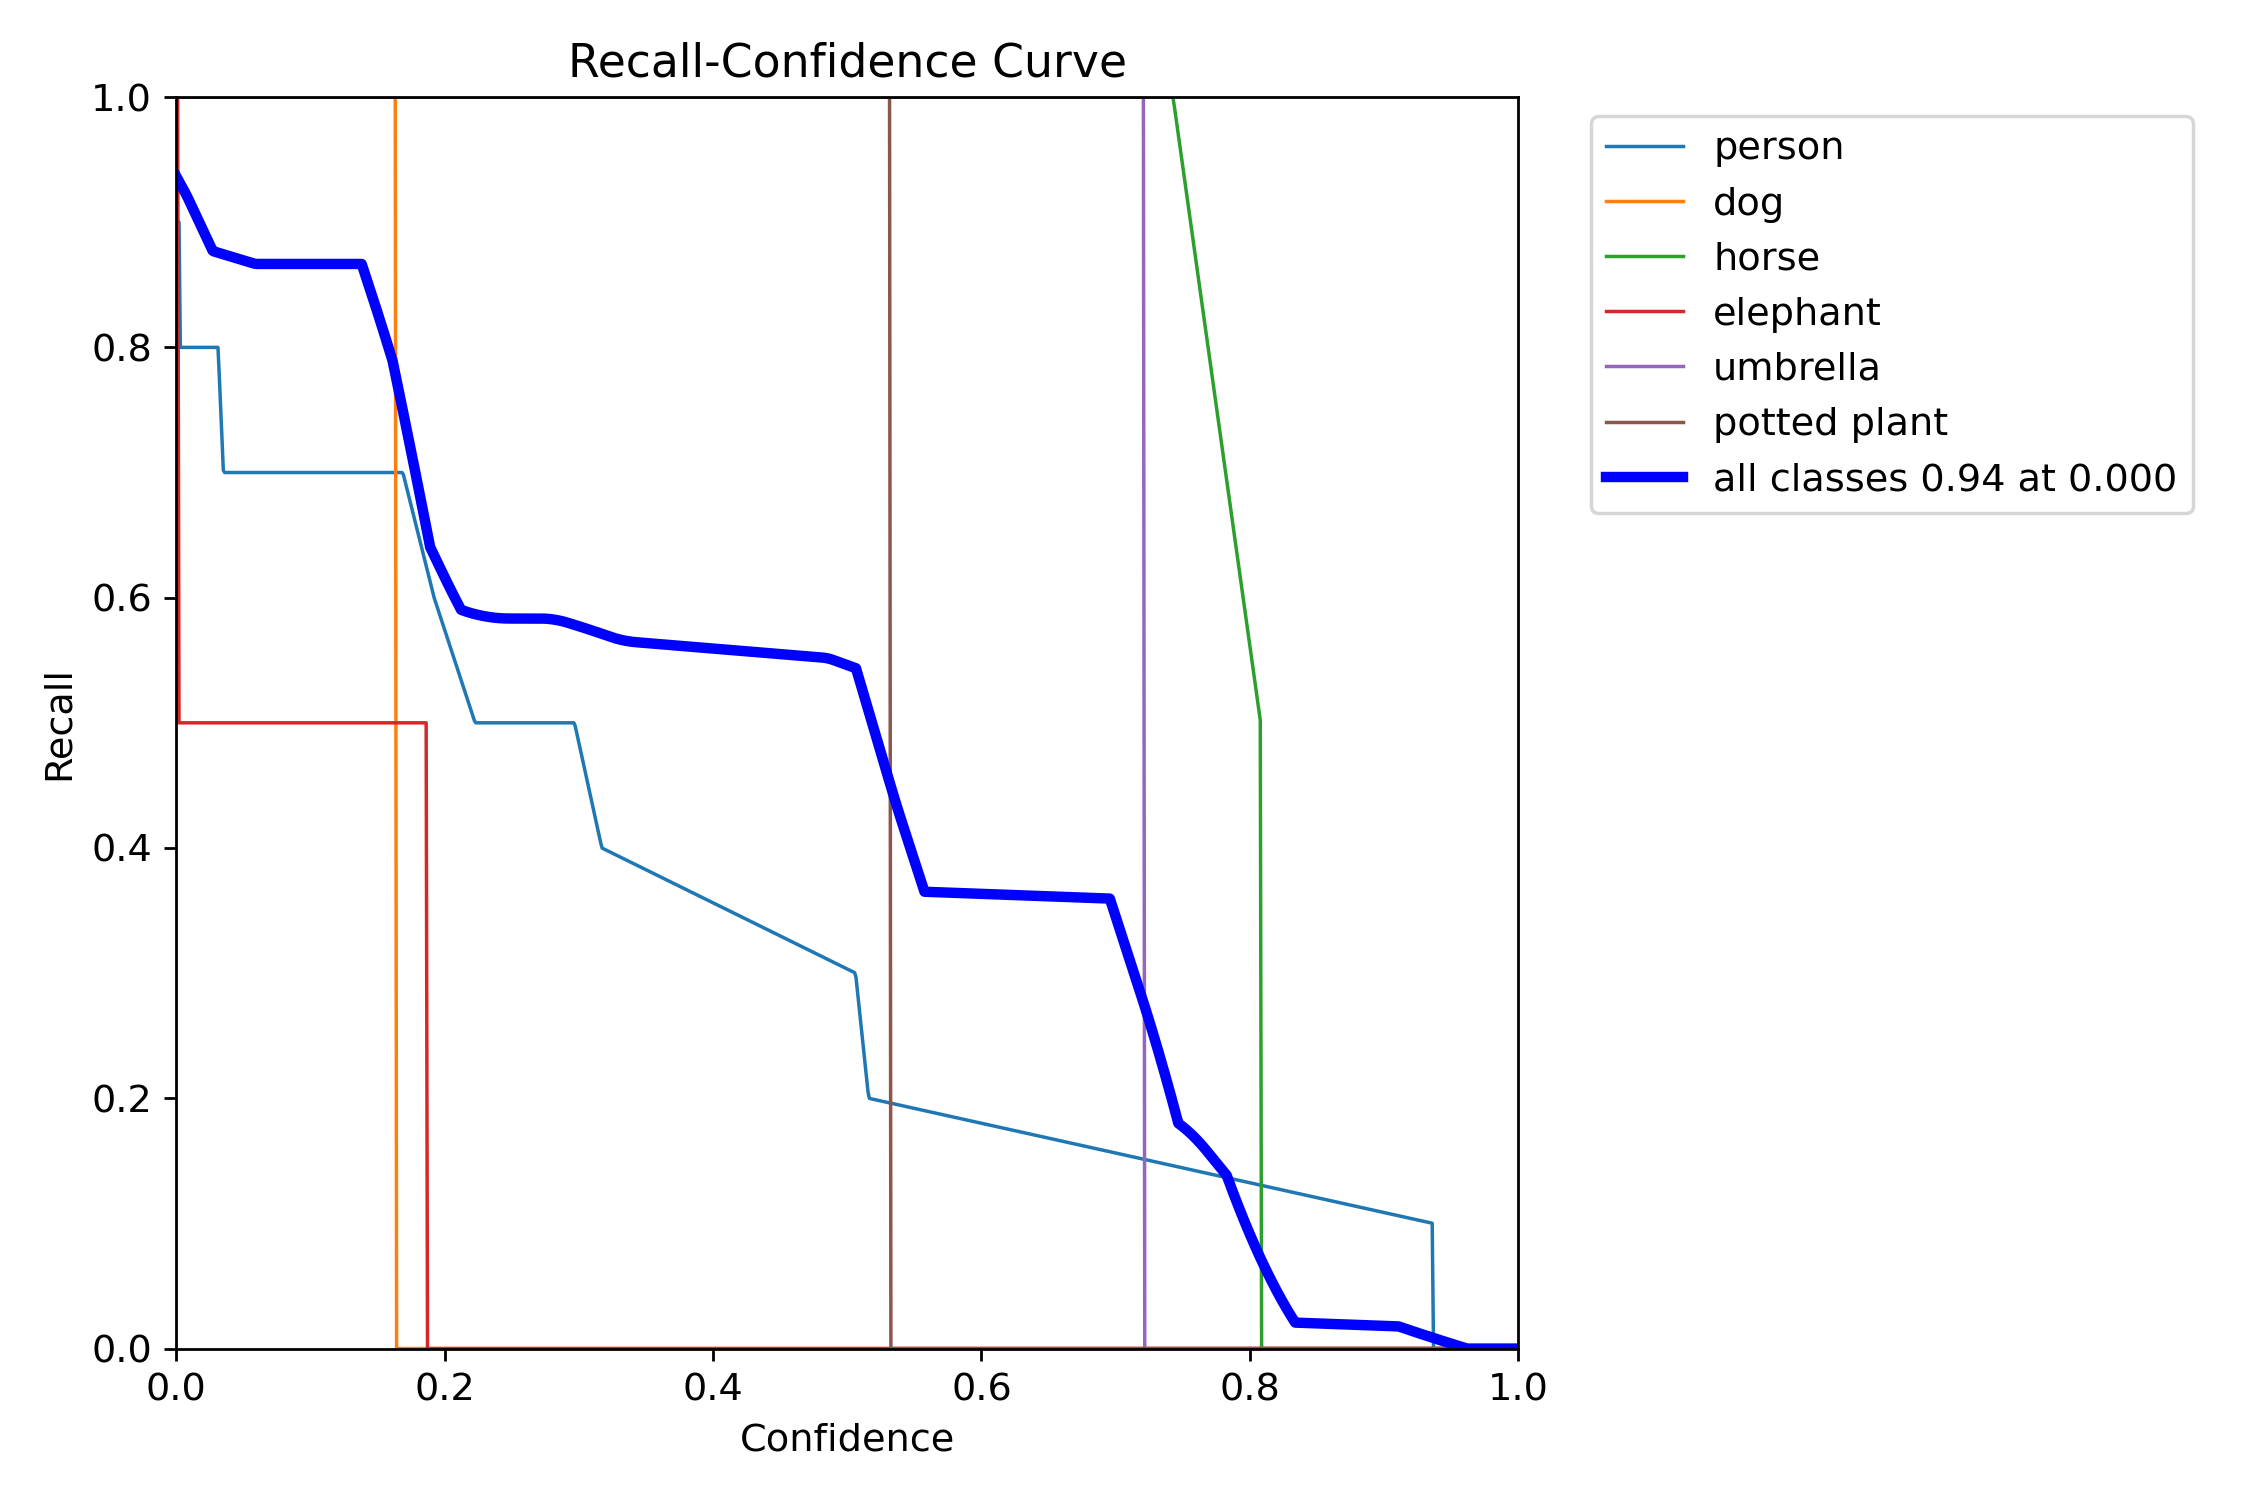 Recall-Confidence Curve
1.0
0.8
0.6
0.4
0.2
0.0
Recall
0.0 0.2 0.4 0.6 0.8 1.0
Confidence
person
dog
horse
elephant
umbrella
potted plant
all classes 0.94 at 0.000